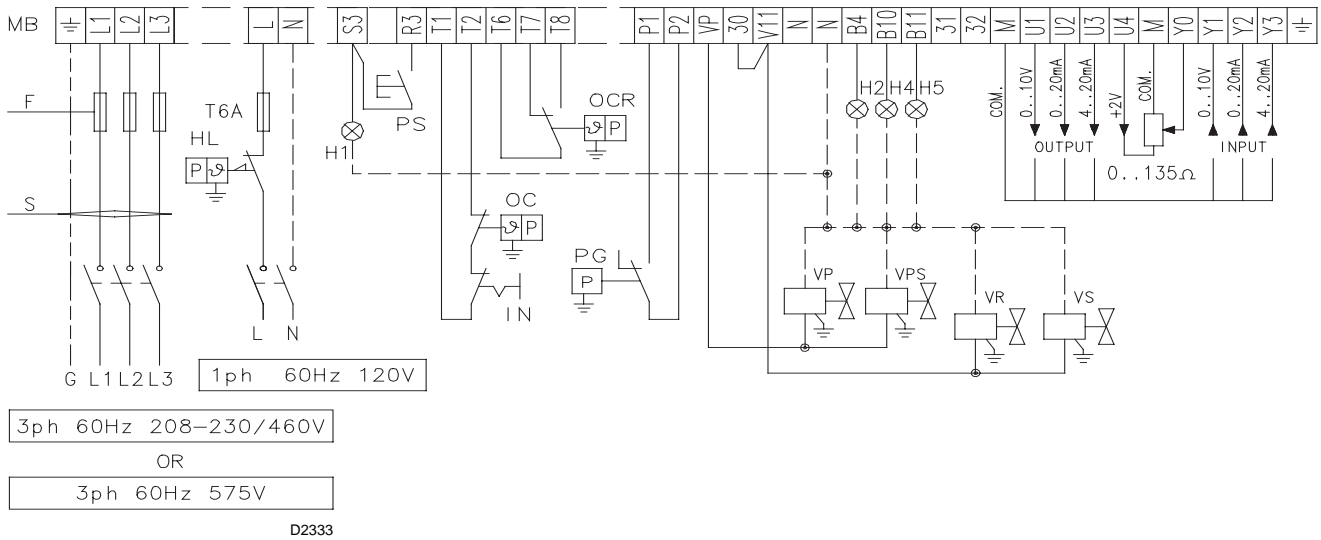 MB L1 L2 L3 L N S3 R3 T1 T2 T6 T7 T8 P1 P2 VP 30 V11 N N B4 B10 B11 31 32 M U1 U2 U3 U4 M Y0 Y1 Y2 Y3
COM. 0..10V 0..20mA 4..20mA +2V COM. 0..10V 0..20mA 4..20mA
F T6A PS OCR H2 H4 H5
ϑ P
HL H1 OUTPUT INPUT
P ϑ
0..135Ω
S OC
ϑ P
PG
P
IN
VP VPS VR VS
L N
G L1 L2 L3
1ph 60Hz 120V
3ph 60Hz 208–230/460V
OR
3ph 60Hz 575V
D2333